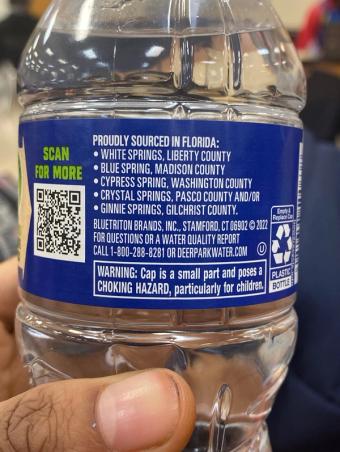 SCAN
FOR MORE
PROUDLY SOURCED IN FLORIDA:
• WHITE SPRINGS, LIBERTY COUNTY
• BLUE SPRING, MADISON COUNTY
• CYPRESS SPRING, WASHINGTON COUNTY
• CRYSTAL SPRINGS, PASCO COUNTY AND/OR
• GINNIE SPRINGS, GILCHRIST COUNTY.
BLUETRITON BRANDS, INC., STAMFORD, CT 06902 © 2022
FOR QUESTIONS OR A WATER QUALITY REPORT
CALL 1-800-288-8281 OR DEERPARKWATER.COM
U
WARNING: Cap is a small part and poses a
CHOKING HAZARD, particularly for children.
Empty &
Replace Cap
PLASTIC
BOTTLE